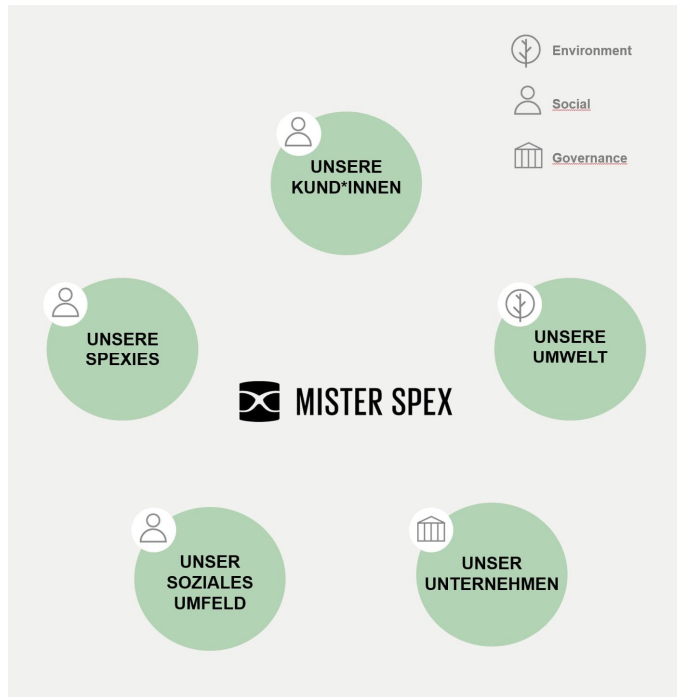 Environment
Social
Governance
UNSERE
KUND*INNEN
UNSERE
SPEXIES
UNSERE
UMWELT
MISTER SPEX
UNSER
SOZIALES
UMFELD
UNSER
UNTERNEHMEN